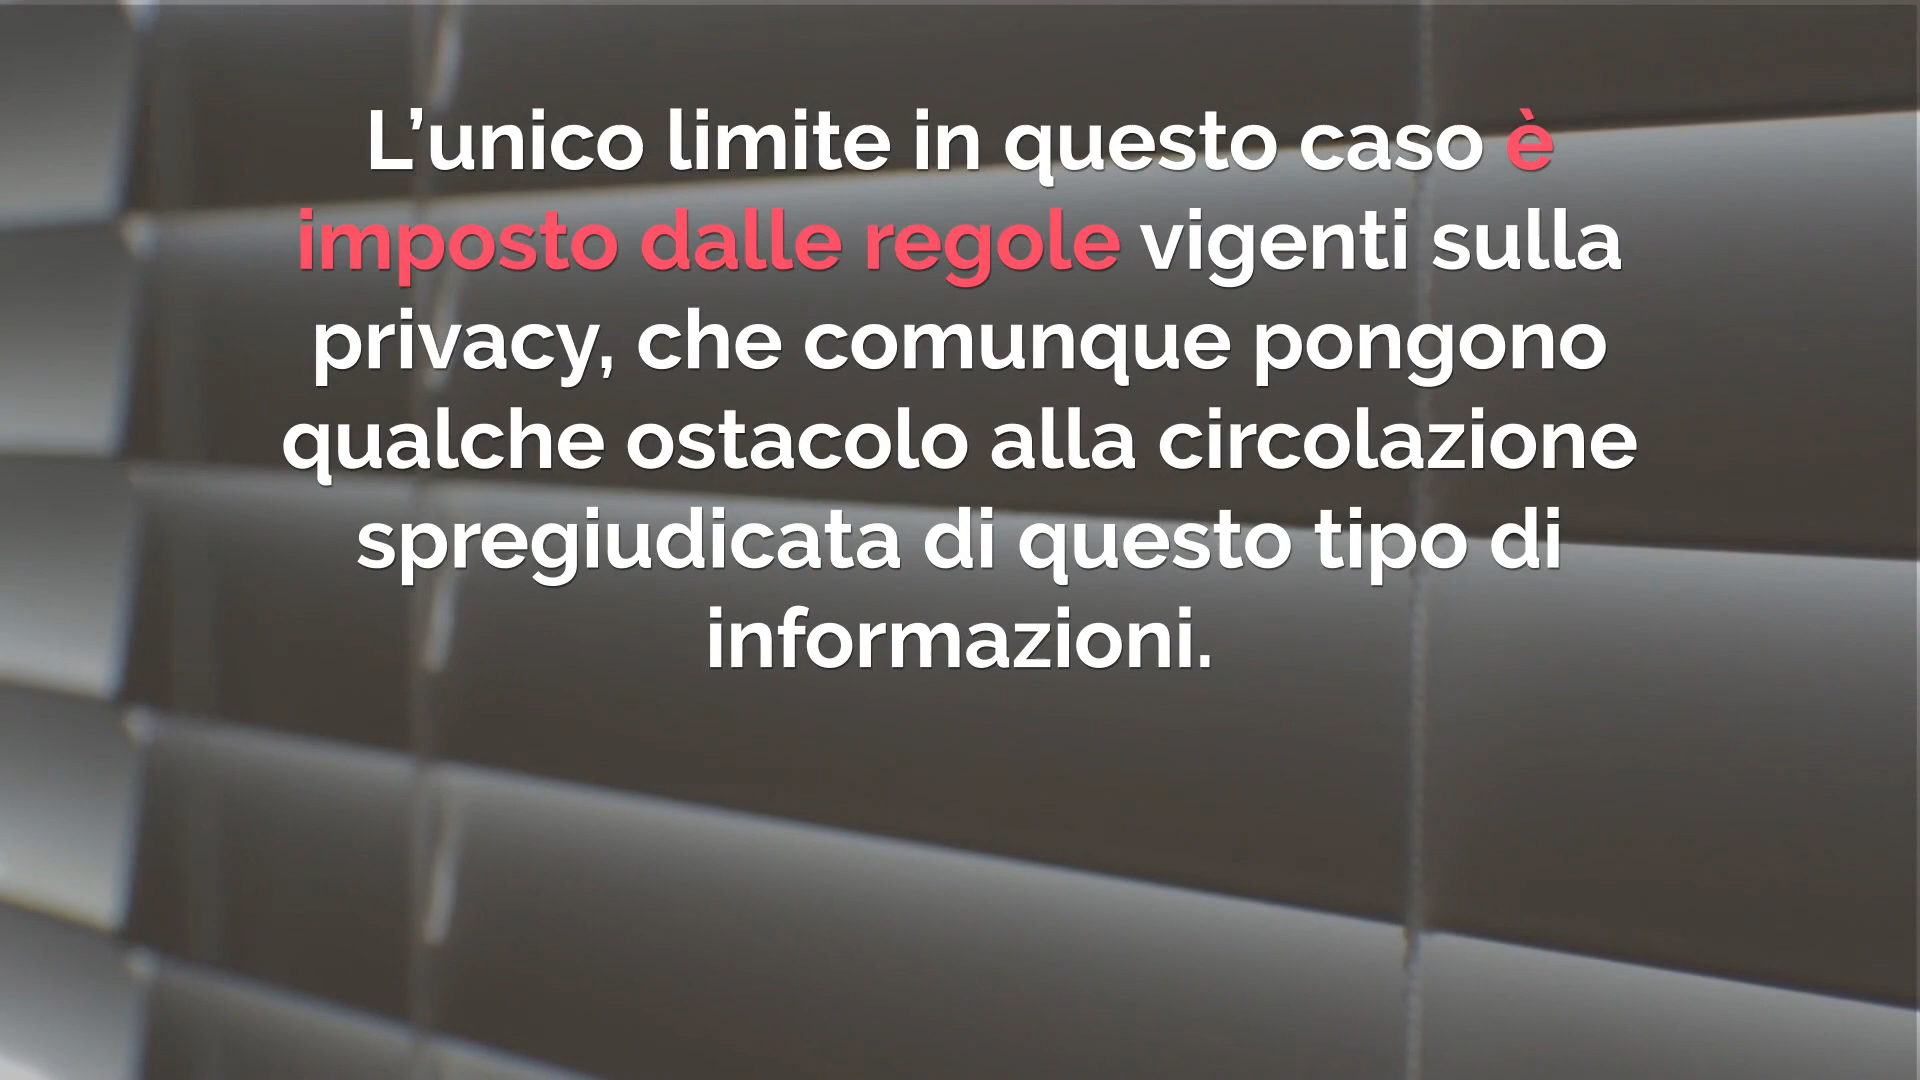 L’unico limite in questo caso è
imposto dalle regole vigenti sulla
privacy, che comunque pongono
qualche ostacolo alla circolazione
spregiudicata di questo tipo di
informazioni.